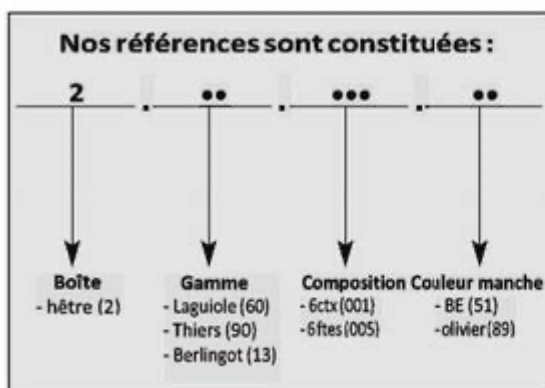 Nos références sont constituées :
2 . •• . ••• . ••
Boîte
- hêtre (2)
Gamme
- Laguiole (60)
- Thiers (90)
- Berlingot (13)
Composition
- 6ctx (001)
- 6ftes (005)
Couleur manche
- BE (51)
-olivier(89)